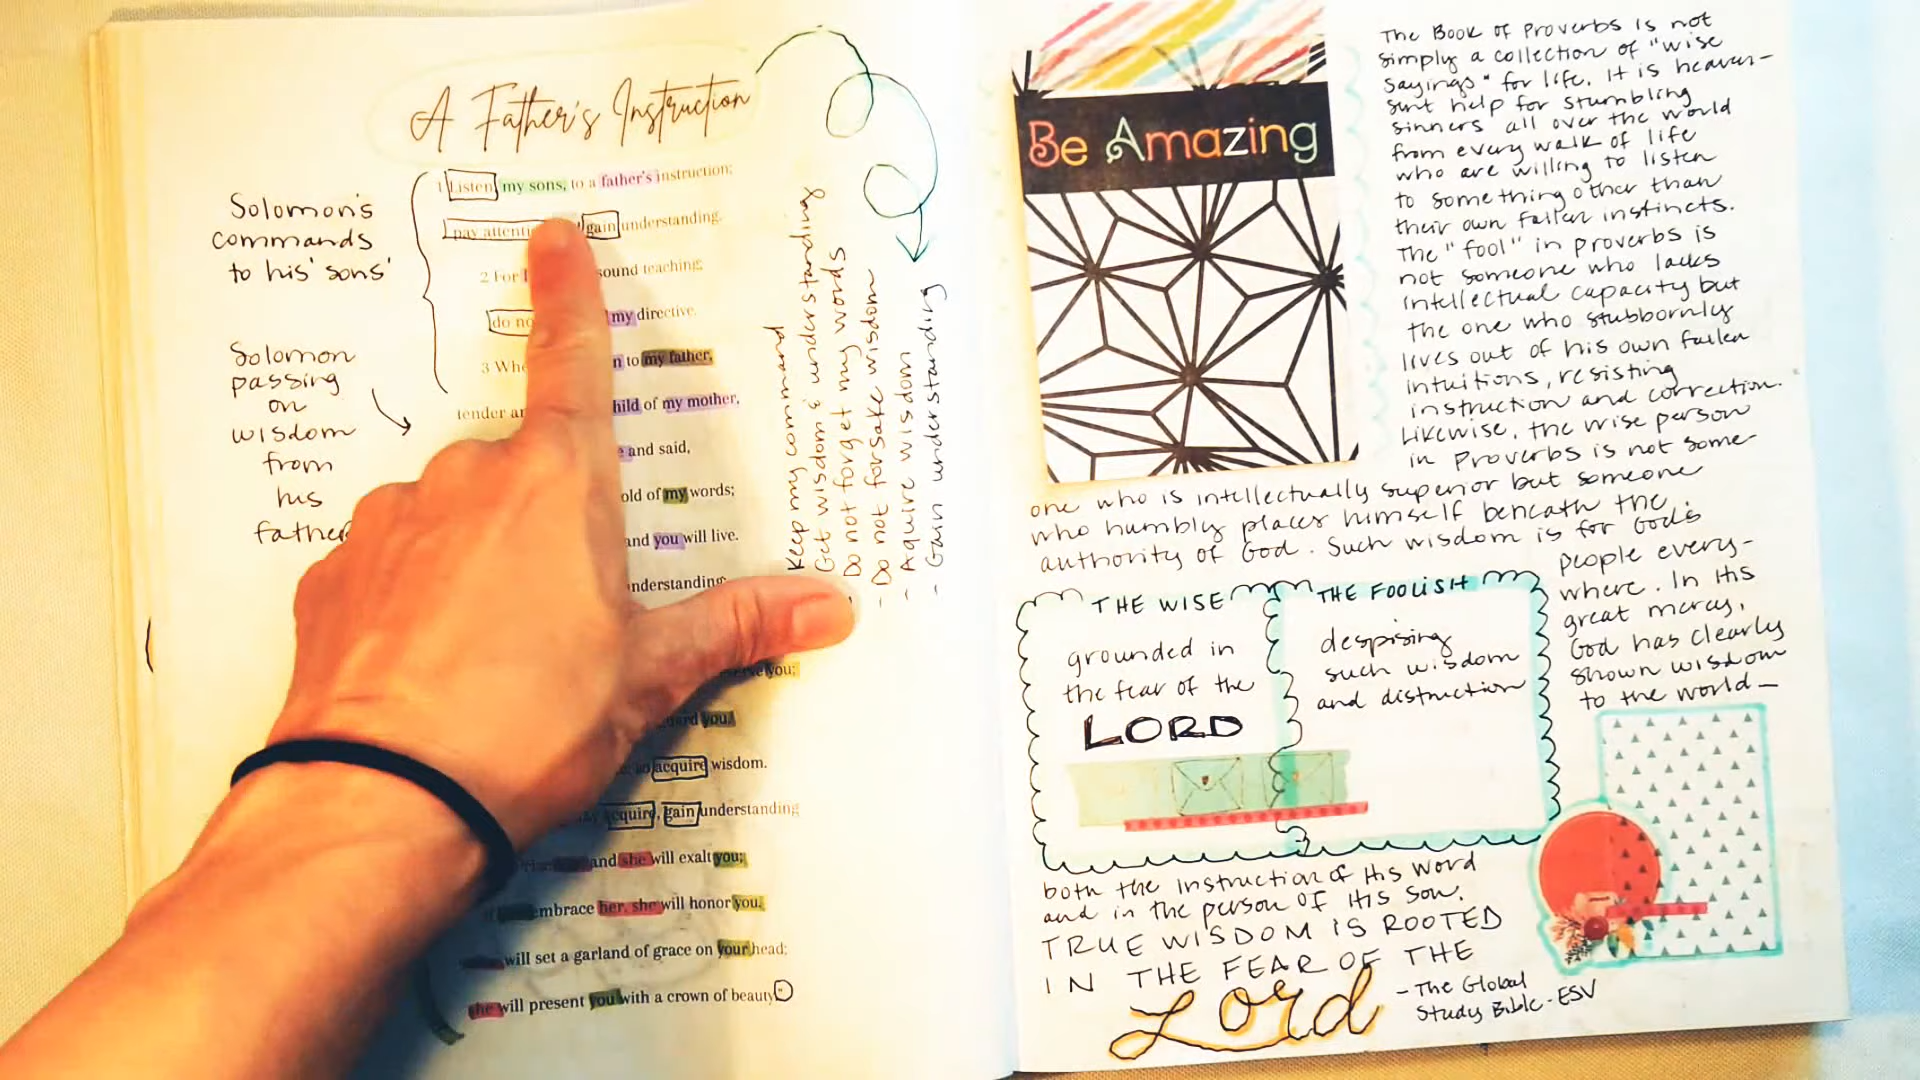 A Father's Instruction
1 Listen, my sons, to a father's instruction;
pay attenti gain understanding.
2 For sound teaching;
do no my directive.
3 Whe n to my father,
tender an hild of my mother,
e and said,
old of my words;
and you will live.
nderstanding;
erve you;
guard you.
acquire wisdom.
cquire, gain understanding
and she will exalt you;
embrace her, she will honor you.
will set a garland of grace on your head;
she will present you with a crown of beauty."
Solomon's
commands
to his 'sons'
Solomon
passing
on
wisdom
from
his
father
Keep my command
Get wisdom & understanding
- Do not forget my words
- Do not forsake wisdom
- Aquire wisdom
- Gain understanding
Be Amazing
The Book of Proverbs is not
simply a collection of "wise
sayings" for life. It is heaven-
sent help for stumbling
sinners all over the world
from every walk of life
who are willing to listen
to something other than
their own fallen instincts.
The "fool" in proverbs is
not someone who lacks
intellectual capacity but
the one who stubbornly
lives out of his own fallen
intuitions, resisting
instruction and correction.
Likewise, the wise person
in Proverbs is not some-
one who is intellectually superior but someone
who humbly places himself beneath the
authority of God. Such wisdom is for God's
people every-
where. In His
great mercy,
God has clearly
shown wisdom
to the world—
THE WISE
grounded in
the fear of the
LORD
THE FOOLISH
despising
such wisdom
and distruction
both the instruction of His Word
and in the person of His Son.
TRUE WISDOM IS ROOTED
IN THE FEAR OF THE
Lord
- The Global
Study Bible - ESV